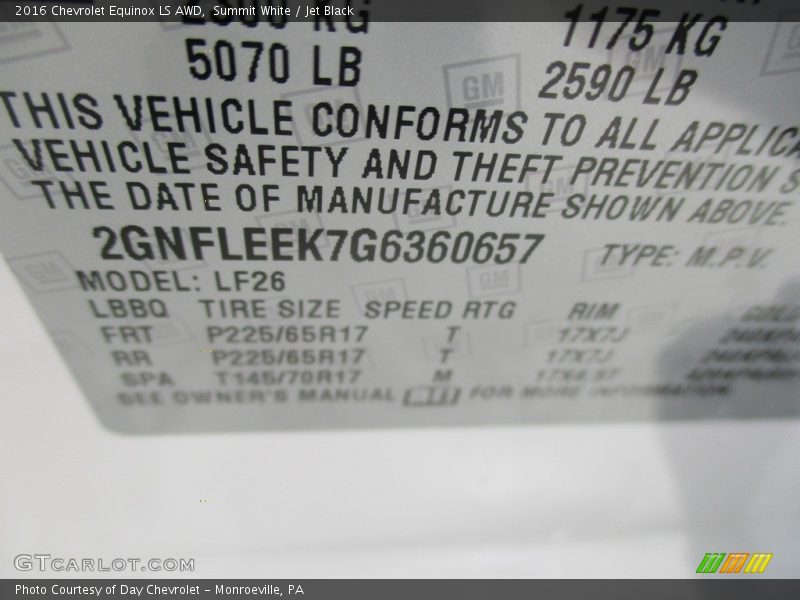 2016 Chevrolet Equinox LS AWD, Summit White / Jet Black
KG
1175 KG
5070 LB
2590 LB
GM
THIS VEHICLE CONFORMS TO ALL APPLICA
VEHICLE SAFETY AND THEFT PREVENTION S
THE DATE OF MANUFACTURE SHOWN ABOVE.
2GNFLEEK7G6360657 TYPE: M.P.V.
MODEL: LF26
LBBQ TIRE SIZE SPEED RTG RIM COLD
FRT P225/65R17 T 17X7J
RR P225/65R17 T 17X7J
SPA T145/70R17 M
SEE OWNER'S MANUAL FOR MORE INFORMATION
GTCARLOT.COM
Photo Courtesy of Day Chevrolet - Monroeville, PA